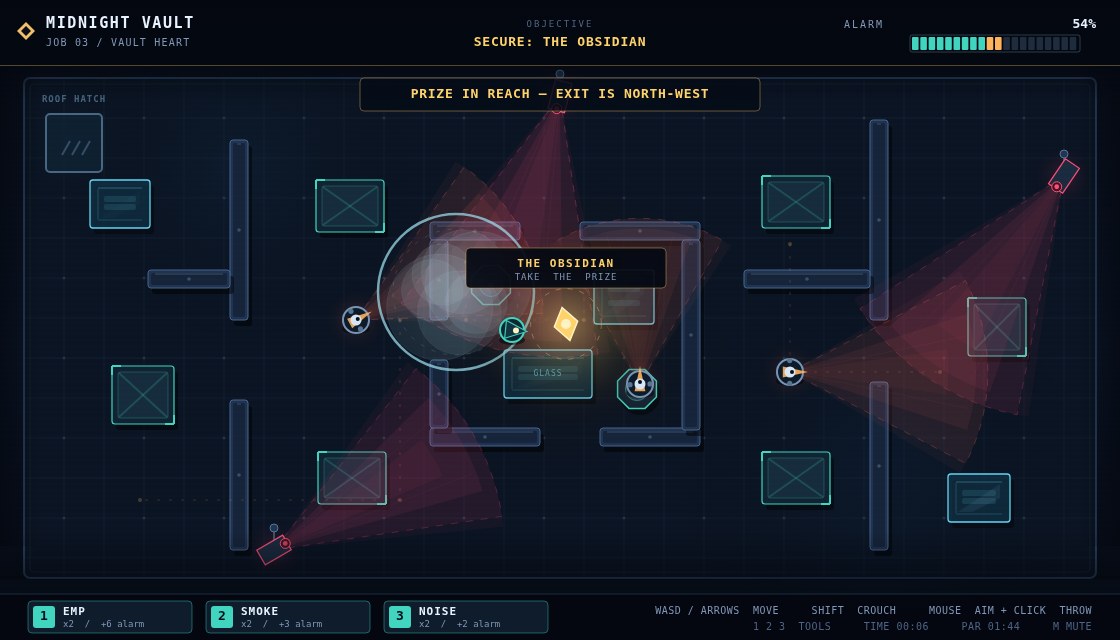 MIDNIGHT VAULT
JOB 03 / VAULT HEART
OBJECTIVE
SECURE: THE OBSIDIAN
ALARM 54%
PRIZE IN REACH — EXIT IS NORTH-WEST
ROOF HATCH
THE OBSIDIAN
TAKE THE PRIZE
GLASS
1 EMP
x2 / +6 alarm
2 SMOKE
x2 / +3 alarm
3 NOISE
x2 / +2 alarm
WASD / ARROWS MOVE SHIFT CROUCH MOUSE AIM + CLICK THROW
1 2 3 TOOLS TIME 00:06 PAR 01:44 M MUTE